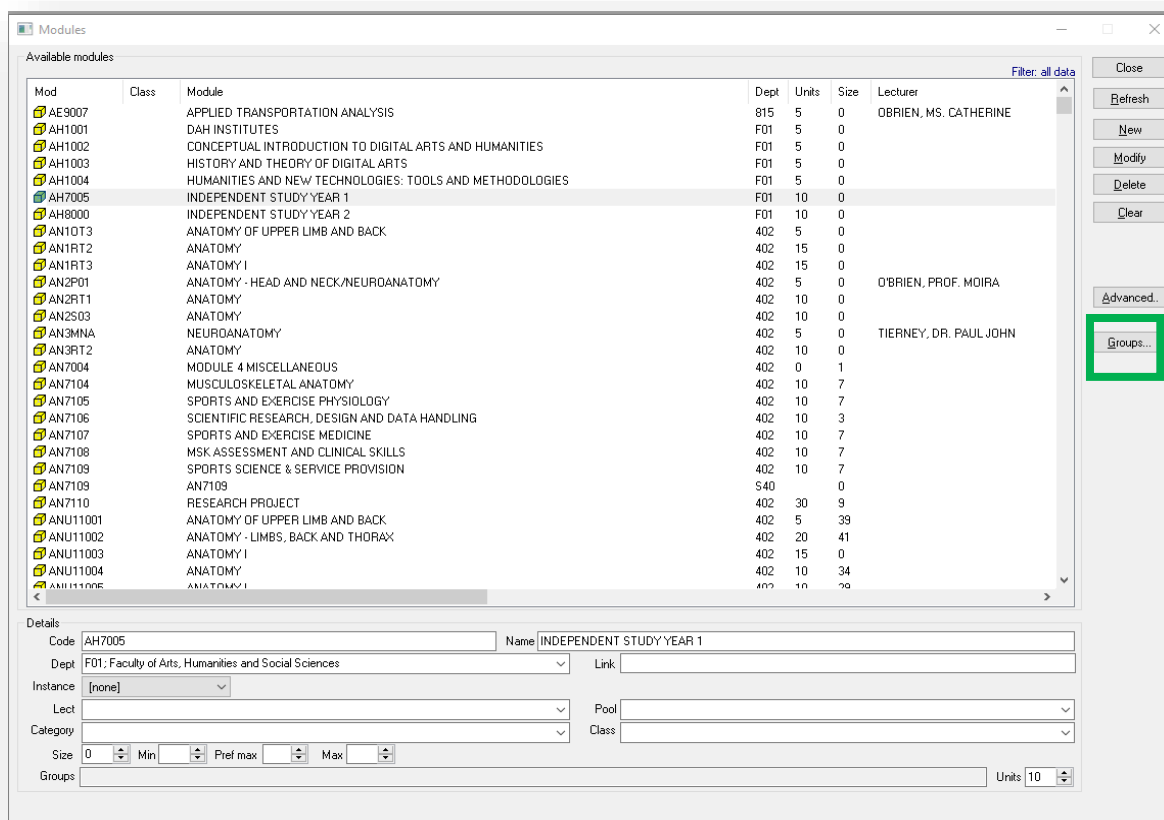 Modules
Available modules
Filter: all data
Mod Class Module Dept Units Size Lecturer
AE9007 APPLIED TRANSPORTATION ANALYSIS 815 5 0 OBRIEN, MS. CATHERINE
AH1001 DAH INSTITUTES F01 5 0
AH1002 CONCEPTUAL INTRODUCTION TO DIGITAL ARTS AND HUMANITIES F01 5 0
AH1003 HISTORY AND THEORY OF DIGITAL ARTS F01 5 0
AH1004 HUMANITIES AND NEW TECHNOLOGIES: TOOLS AND METHODOLOGIES F01 5 0
AH7005 INDEPENDENT STUDY YEAR 1 F01 10 0
AH8000 INDEPENDENT STUDY YEAR 2 F01 10 0
AN1OT3 ANATOMY OF UPPER LIMB AND BACK 402 5 0
AN1RT2 ANATOMY 402 15 0
AN1RT3 ANATOMY I 402 15 0
AN2P01 ANATOMY - HEAD AND NECK/NEUROANATOMY 402 5 0 O'BRIEN, PROF. MOIRA
AN2RT1 ANATOMY 402 10 0
AN2S03 ANATOMY 402 10 0
AN3MNA NEUROANATOMY 402 5 0 TIERNEY, DR. PAUL JOHN
AN3RT2 ANATOMY 402 10 0
AN7004 MODULE 4 MISCELLANEOUS 402 0 1
AN7104 MUSCULOSKELETAL ANATOMY 402 10 7
AN7105 SPORTS AND EXERCISE PHYSIOLOGY 402 10 7
AN7106 SCIENTIFIC RESEARCH, DESIGN AND DATA HANDLING 402 10 3
AN7107 SPORTS AND EXERCISE MEDICINE 402 10 7
AN7108 MSK ASSESSMENT AND CLINICAL SKILLS 402 10 7
AN7109 SPORTS SCIENCE & SERVICE PROVISION 402 10 7
AN7109 AN7109 S40 0
AN7110 RESEARCH PROJECT 402 30 9
ANU11001 ANATOMY OF UPPER LIMB AND BACK 402 5 39
ANU11002 ANATOMY - LIMBS, BACK AND THORAX 402 20 41
ANU11003 ANATOMY I 402 15 0
ANU11004 ANATOMY 402 10 34
ANU11005 ANATOMY I 402 10 29
Close
Refresh
New
Modify
Delete
Clear
Advanced..
Groups...
Details
Code AH7005 Name INDEPENDENT STUDY YEAR 1
Dept F01; Faculty of Arts, Humanities and Social Sciences Link
Instance [none]
Lect Pool
Category Class
Size 0 Min Pref max Max
Groups Units 10